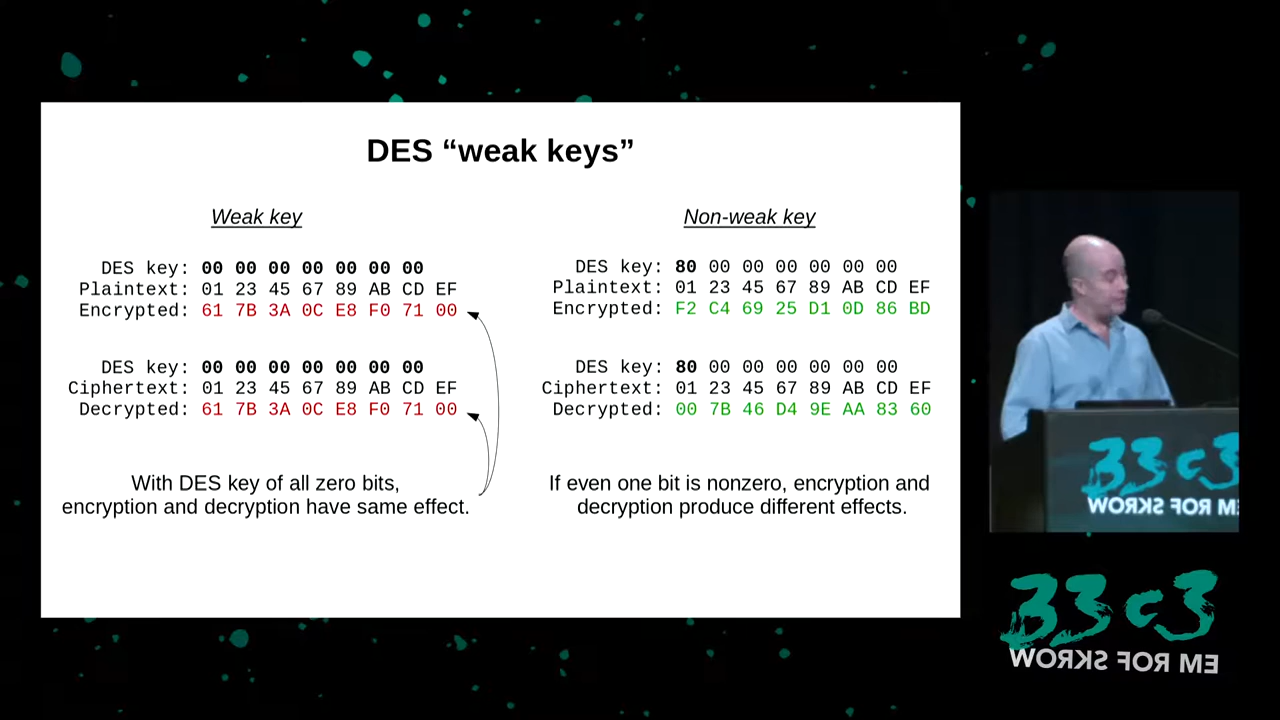 DES “weak keys”
Weak key
DES key: 00 00 00 00 00 00 00
Plaintext: 01 23 45 67 89 AB CD EF
Encrypted: 61 7B 3A 0C E8 F0 71 00
DES key: 00 00 00 00 00 00 00
Ciphertext: 01 23 45 67 89 AB CD EF
Decrypted: 61 7B 3A 0C E8 F0 71 00
With DES key of all zero bits,
encryption and decryption have same effect.
Non-weak key
DES key: 80 00 00 00 00 00 00
Plaintext: 01 23 45 67 89 AB CD EF
Encrypted: F2 C4 69 25 D1 0D 86 BD
DES key: 80 00 00 00 00 00 00
Ciphertext: 01 23 45 67 89 AB CD EF
Decrypted: 00 7B 46 D4 9E AA 83 60
If even one bit is nonzero, encryption and
decryption produce different effects.
33c3
WORKS FOR ME
33c3
WORKS FOR ME